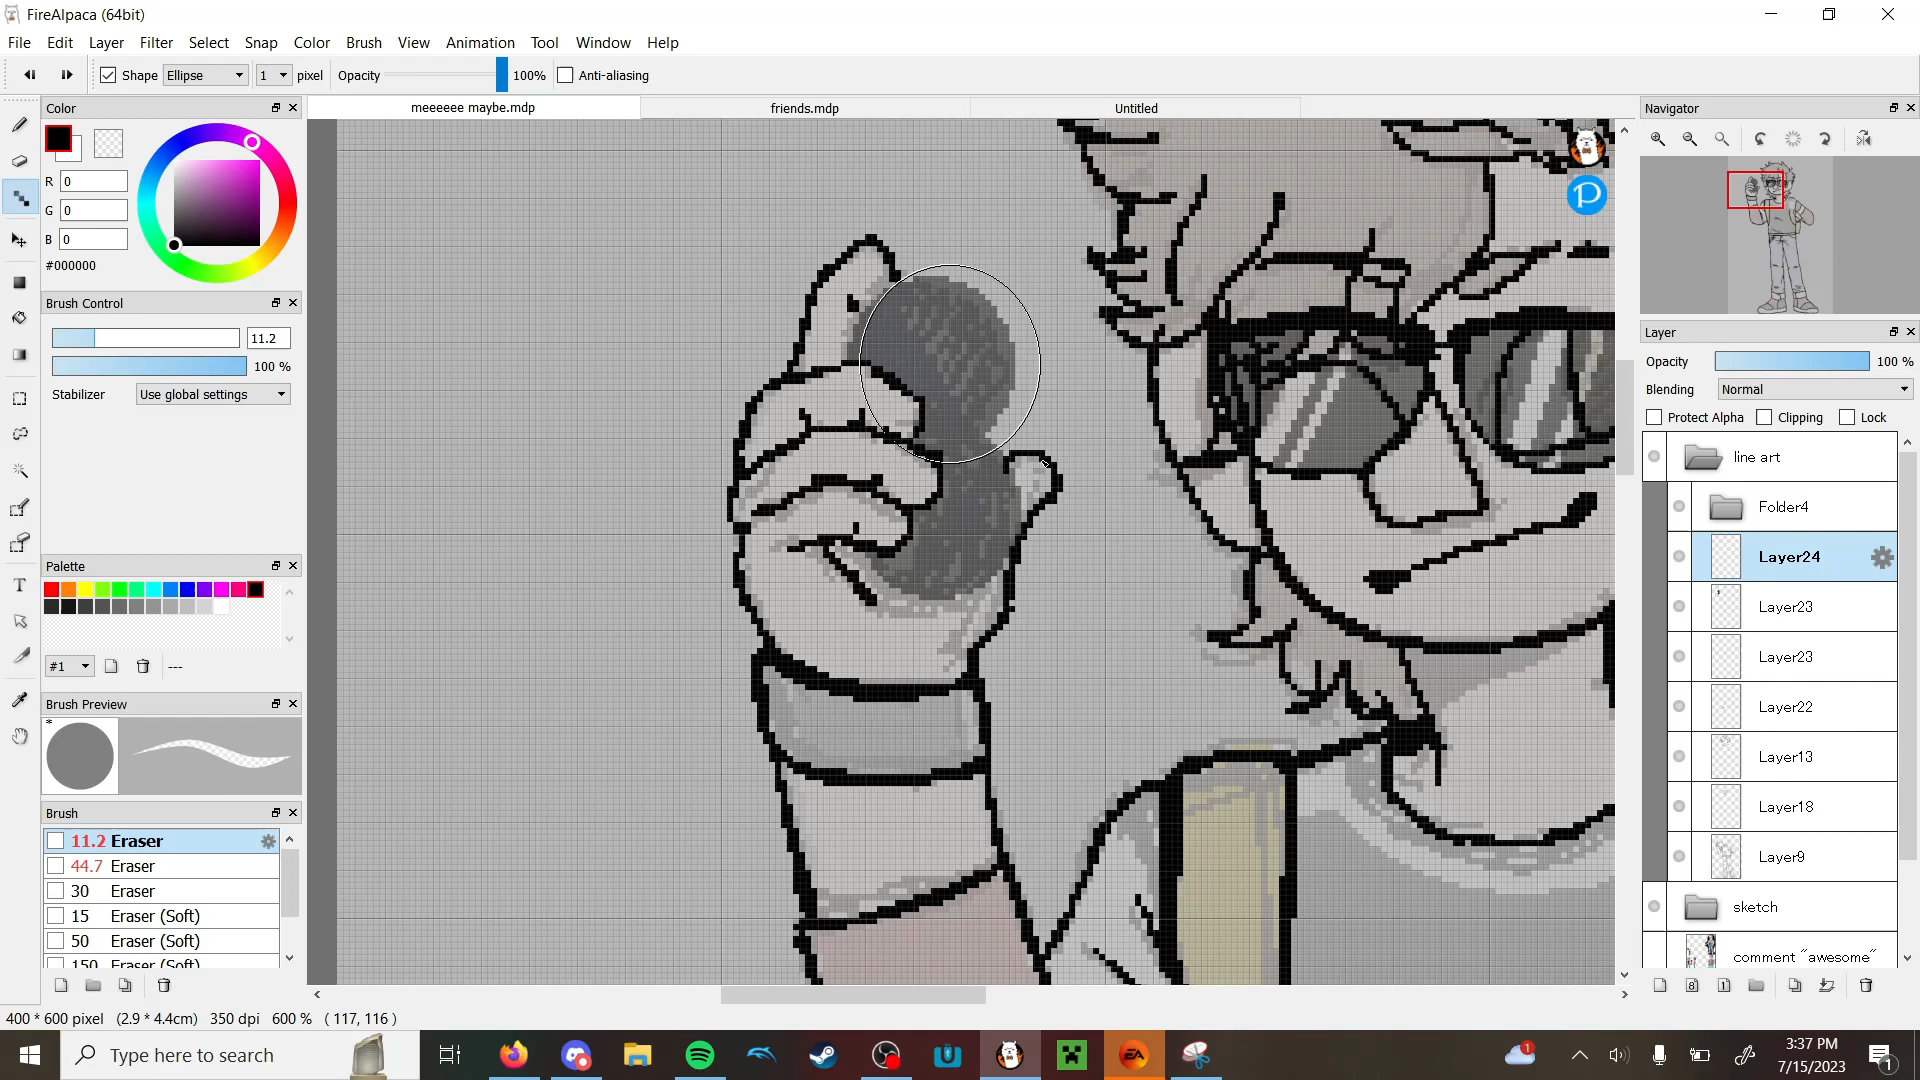 FireAlpaca (64bit)
File Edit Layer Filter Select Snap Color Brush View Animation Tool Window Help
Shape Ellipse 1 pixel Opacity 100% Anti-aliasing
Color
meeeeee maybe.mdp friends.mdp Untitled
Navigator
R 0
G 0
B 0
#000000
Brush Control
11.2
100 %
Stabilizer Use global settings
Layer
Opacity 100 %
Blending Normal
Protect Alpha Clipping Lock
line art
Folder4
Layer24
Layer23
Layer23
Layer22
Layer13
Layer18
Layer9
sketch
comment "awesome"
Palette
#1 ---
Brush Preview
*
Brush
11.2 Eraser
44.7 Eraser
30 Eraser
15 Eraser (Soft)
50 Eraser (Soft)
150 Eraser (Soft)
P
8
1
400 * 600 pixel (2.9 * 4.4cm) 350 dpi 600 % ( 117, 116 )
Type here to search
U
EA
1
3:37 PM
7/15/2023
1